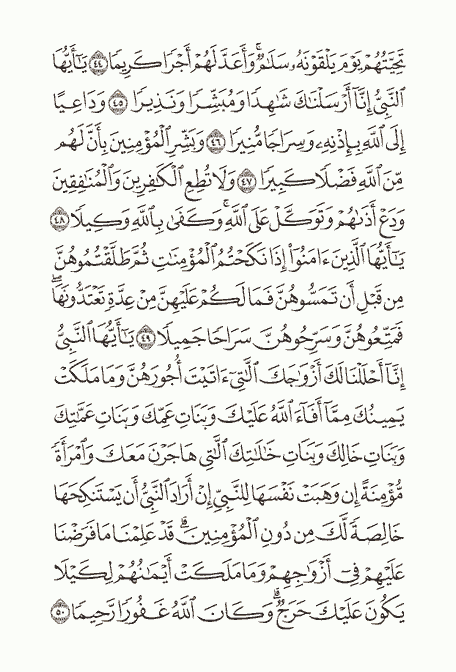 تَحِيَّتُهُمْ يَوْمَ يَلْقَوْنَهُۥ سَلَٰمٌۭ ۚ وَأَعَدَّ لَهُمْ أَجْرًۭا كَرِيمًۭا ٤٤ يَٰٓأَيُّهَا
ٱلنَّبِىُّ إِنَّآ أَرْسَلْنَٰكَ شَٰهِدًۭا وَمُبَشِّرًۭا وَنَذِيرًۭا ٤٥ وَدَاعِيًا
إِلَى ٱللَّهِ بِإِذْنِهِۦ وَسِرَاجًۭا مُّنِيرًۭا ٤٦ وَبَشِّرِ ٱلْمُؤْمِنِينَ بِأَنَّ لَهُم
مِّنَ ٱللَّهِ فَضْلًۭا كَبِيرًۭا ٤٧ وَلَا تُطِعِ ٱلْكَٰفِرِينَ وَٱلْمُنَٰفِقِينَ
وَدَعْ أَذَىٰهُمْ وَتَوَكَّلْ عَلَى ٱللَّهِ ۚ وَكَفَىٰ بِٱللَّهِ وَكِيلًۭا ٤٨
يَٰٓأَيُّهَا ٱلَّذِينَ ءَامَنُوٓا۟ إِذَا نَكَحْتُمُ ٱلْمُؤْمِنَٰتِ ثُمَّ طَلَّقْتُمُوهُنَّ
مِن قَبْلِ أَن تَمَسُّوهُنَّ فَمَا لَكُمْ عَلَيْهِنَّ مِنْ عِدَّةٍۢ تَعْتَدُّونَهَا ۖ
فَمَتِّعُوهُنَّ وَسَرِّحُوهُنَّ سَرَاحًۭا جَمِيلًۭا ٤٩ يَٰٓأَيُّهَا ٱلنَّبِىُّ
إِنَّآ أَحْلَلْنَا لَكَ أَزْوَٰجَكَ ٱلَّٰتِىٓ ءَاتَيْتَ أُجُورَهُنَّ وَمَا مَلَكَتْ
يَمِينُكَ مِمَّآ أَفَآءَ ٱللَّهُ عَلَيْكَ وَبَنَاتِ عَمِّكَ وَبَنَاتِ عَمَّٰتِكَ
وَبَنَاتِ خَالِكَ وَبَنَاتِ خَٰلَٰتِكَ ٱلَّٰتِى هَاجَرْنَ مَعَكَ وَٱمْرَأَةًۭ
مُّؤْمِنَةً إِن وَهَبَتْ نَفْسَهَا لِلنَّبِىِّ إِنْ أَرَادَ ٱلنَّبِىُّ أَن يَسْتَنكِحَهَا
خَالِصَةًۭ لَّكَ مِن دُونِ ٱلْمُؤْمِنِينَ ۗ قَدْ عَلِمْنَا مَا فَرَضْنَا
عَلَيْهِمْ فِىٓ أَزْوَٰجِهِمْ وَمَا مَلَكَتْ أَيْمَٰنُهُمْ لِكَيْلَا
يَكُونَ عَلَيْكَ حَرَجٌۭ ۗ وَكَانَ ٱللَّهُ غَفُورًۭا رَّحِيمًۭا ٥٠